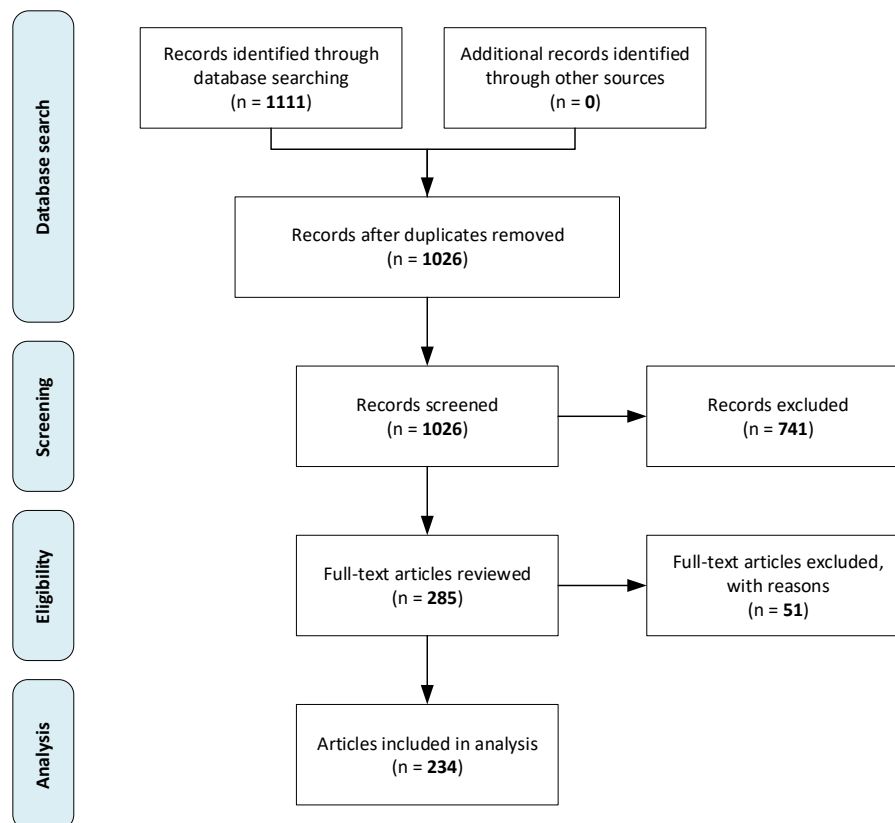 Database search
Records identified through
database searching
(n = 1111)
Additional records identified
through other sources
(n = 0)
Records after duplicates removed
(n = 1026)
Screening
Records screened
(n = 1026)
Records excluded
(n = 741)
Eligibility
Full-text articles reviewed
(n = 285)
Full-text articles excluded,
with reasons
(n = 51)
Analysis
Articles included in analysis
(n = 234)